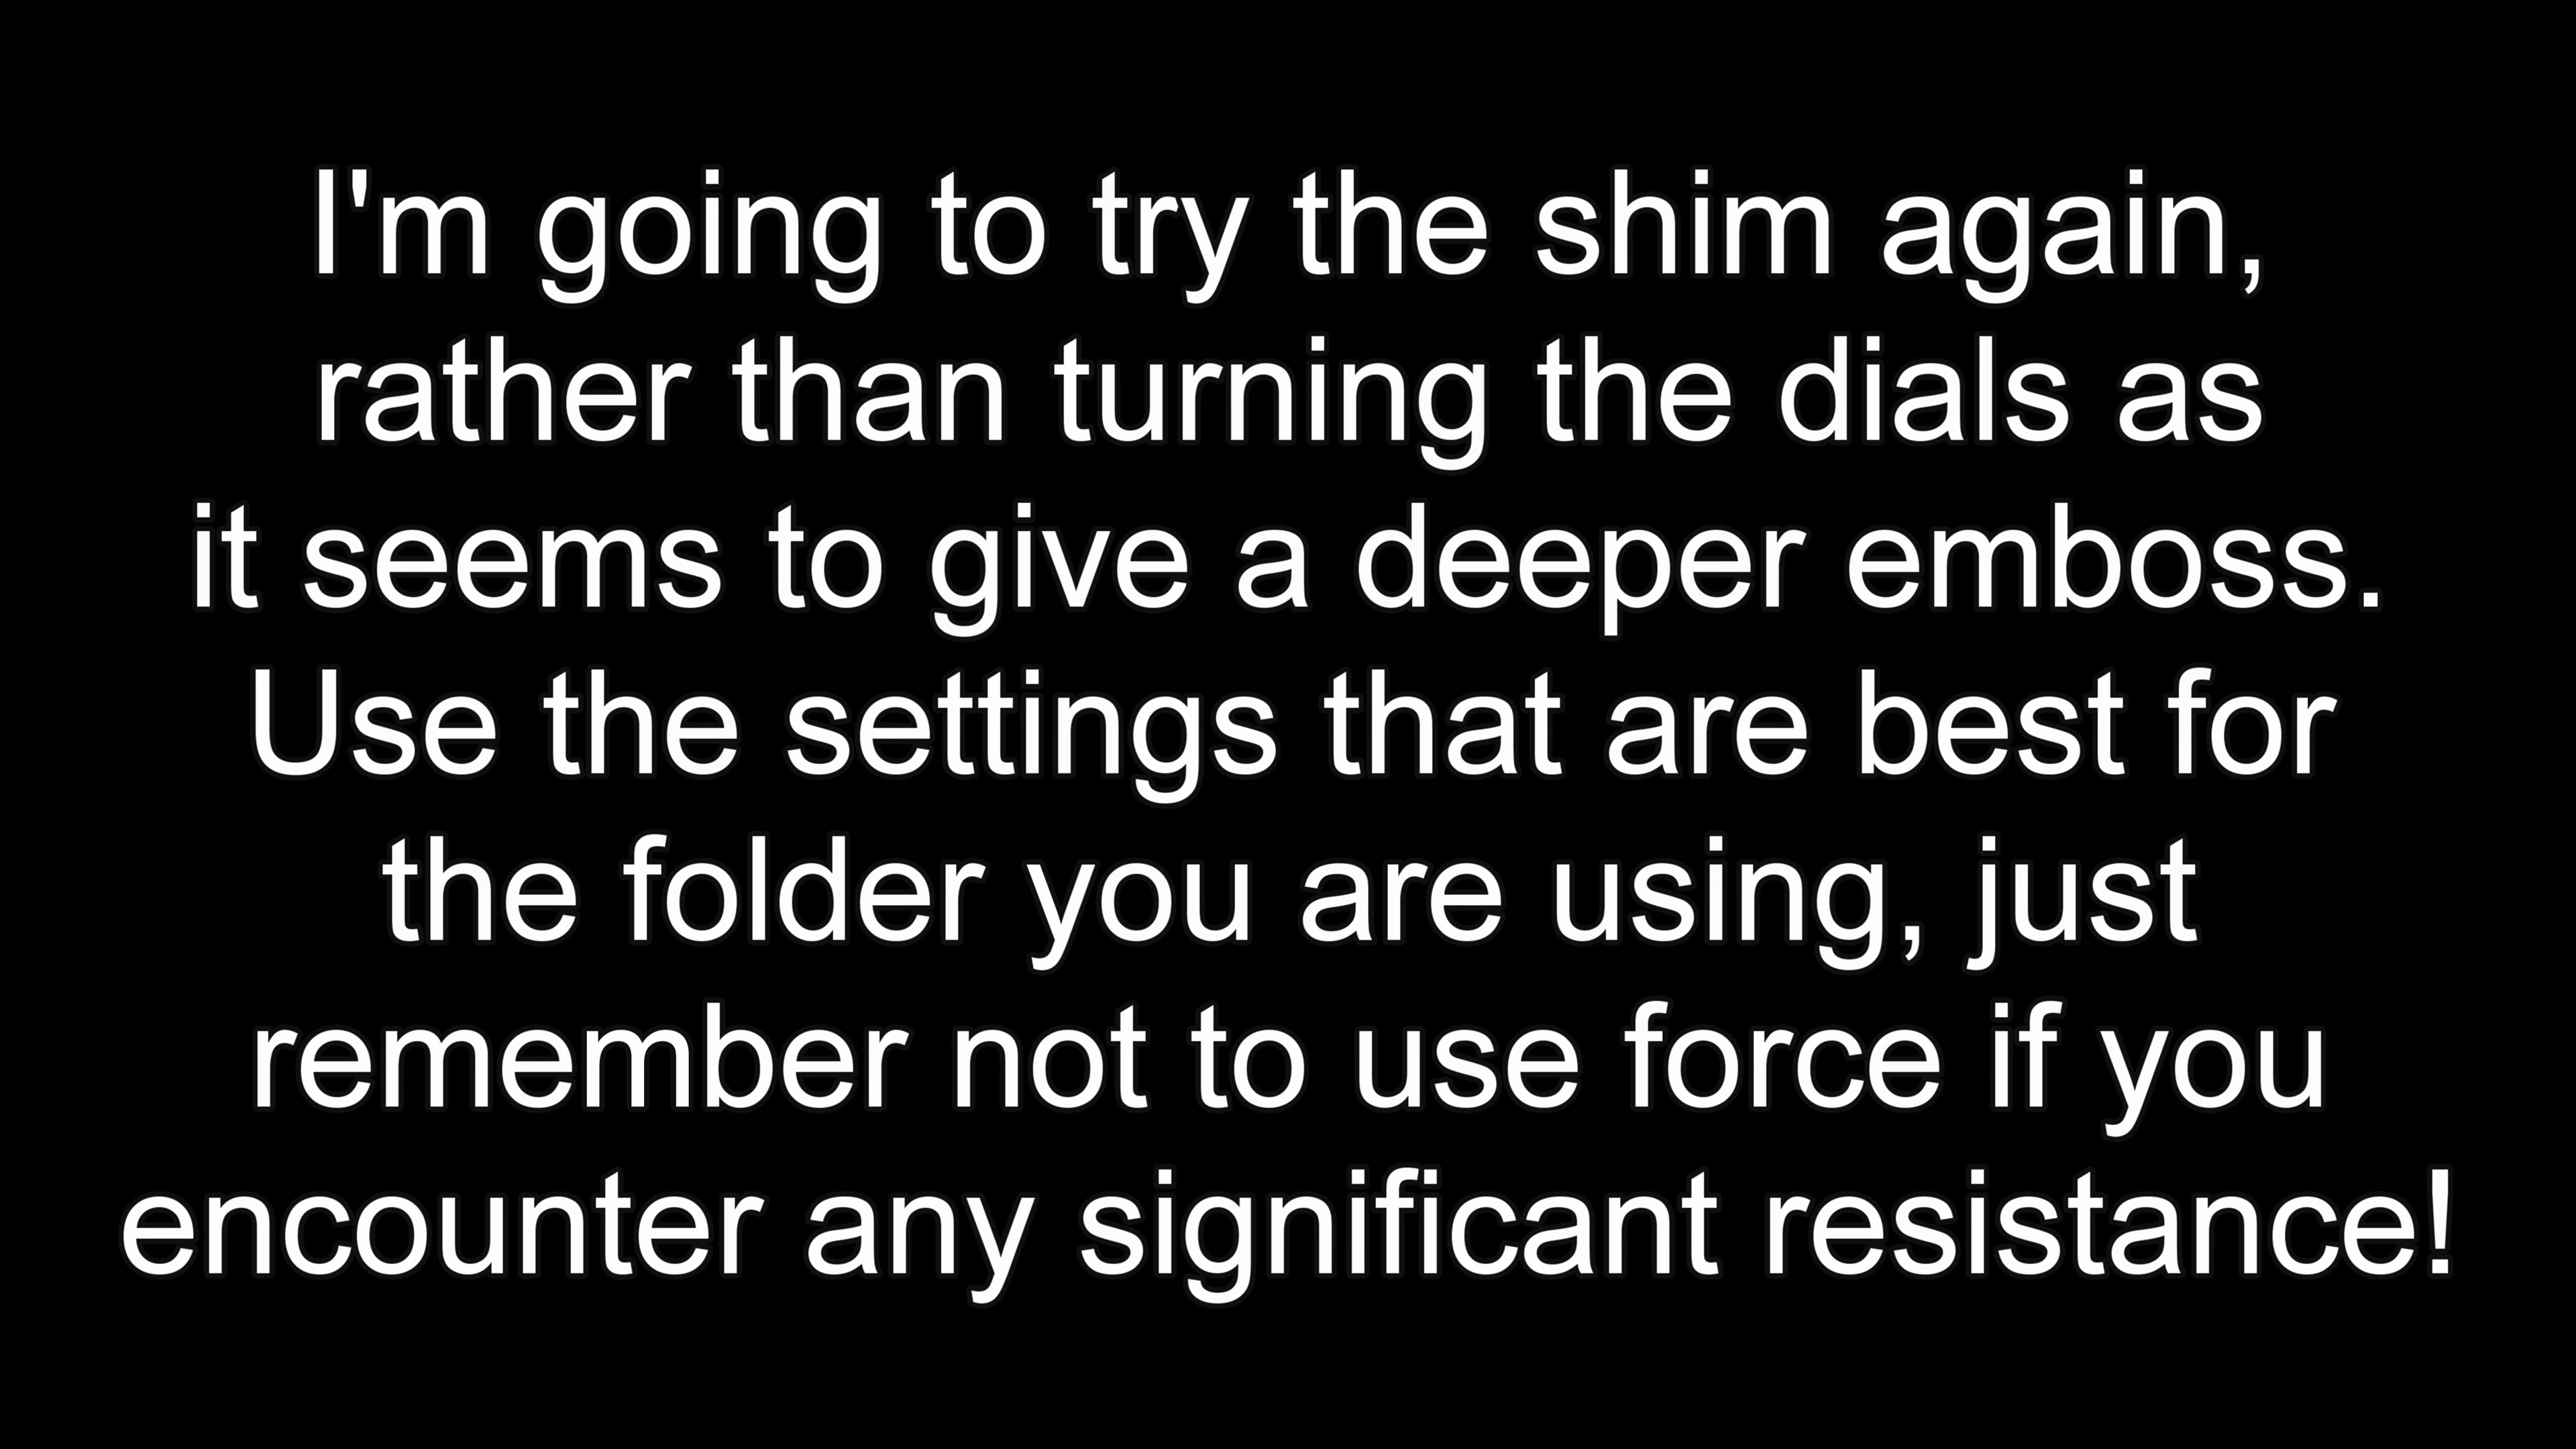 I'm going to try the shim again,
rather than turning the dials as
it seems to give a deeper emboss.
Use the settings that are best for
the folder you are using, just
remember not to use force if you
encounter any significant resistance!